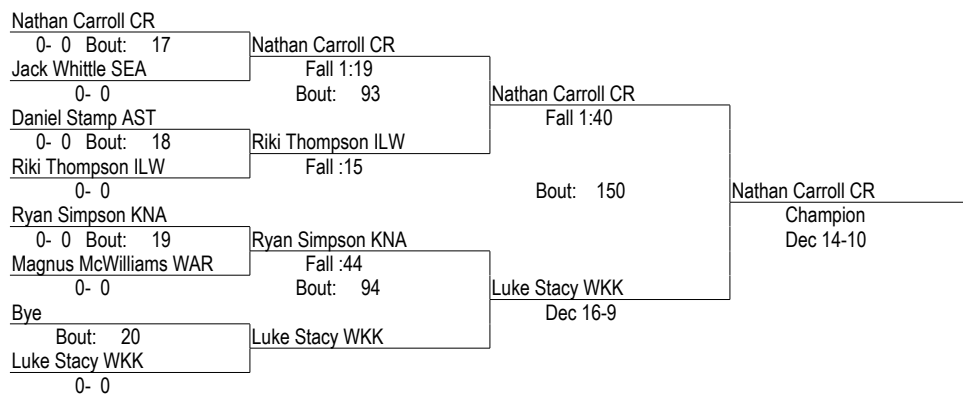 Nathan Carroll CR
0- 0 Bout: 17
Nathan Carroll CR
Jack Whittle SEA
Fall 1:19
0- 0
Bout: 93
Nathan Carroll CR
Daniel Stamp AST
Fall 1:40
0- 0 Bout: 18
Riki Thompson ILW
Riki Thompson ILW
Fall :15
0- 0
Bout: 150
Nathan Carroll CR
Ryan Simpson KNA
Champion
0- 0 Bout: 19
Ryan Simpson KNA
Dec 14-10
Magnus McWilliams WAR
Fall :44
0- 0
Bout: 94
Luke Stacy WKK
Bye
Dec 16-9
Bout: 20
Luke Stacy WKK
Luke Stacy WKK
0- 0